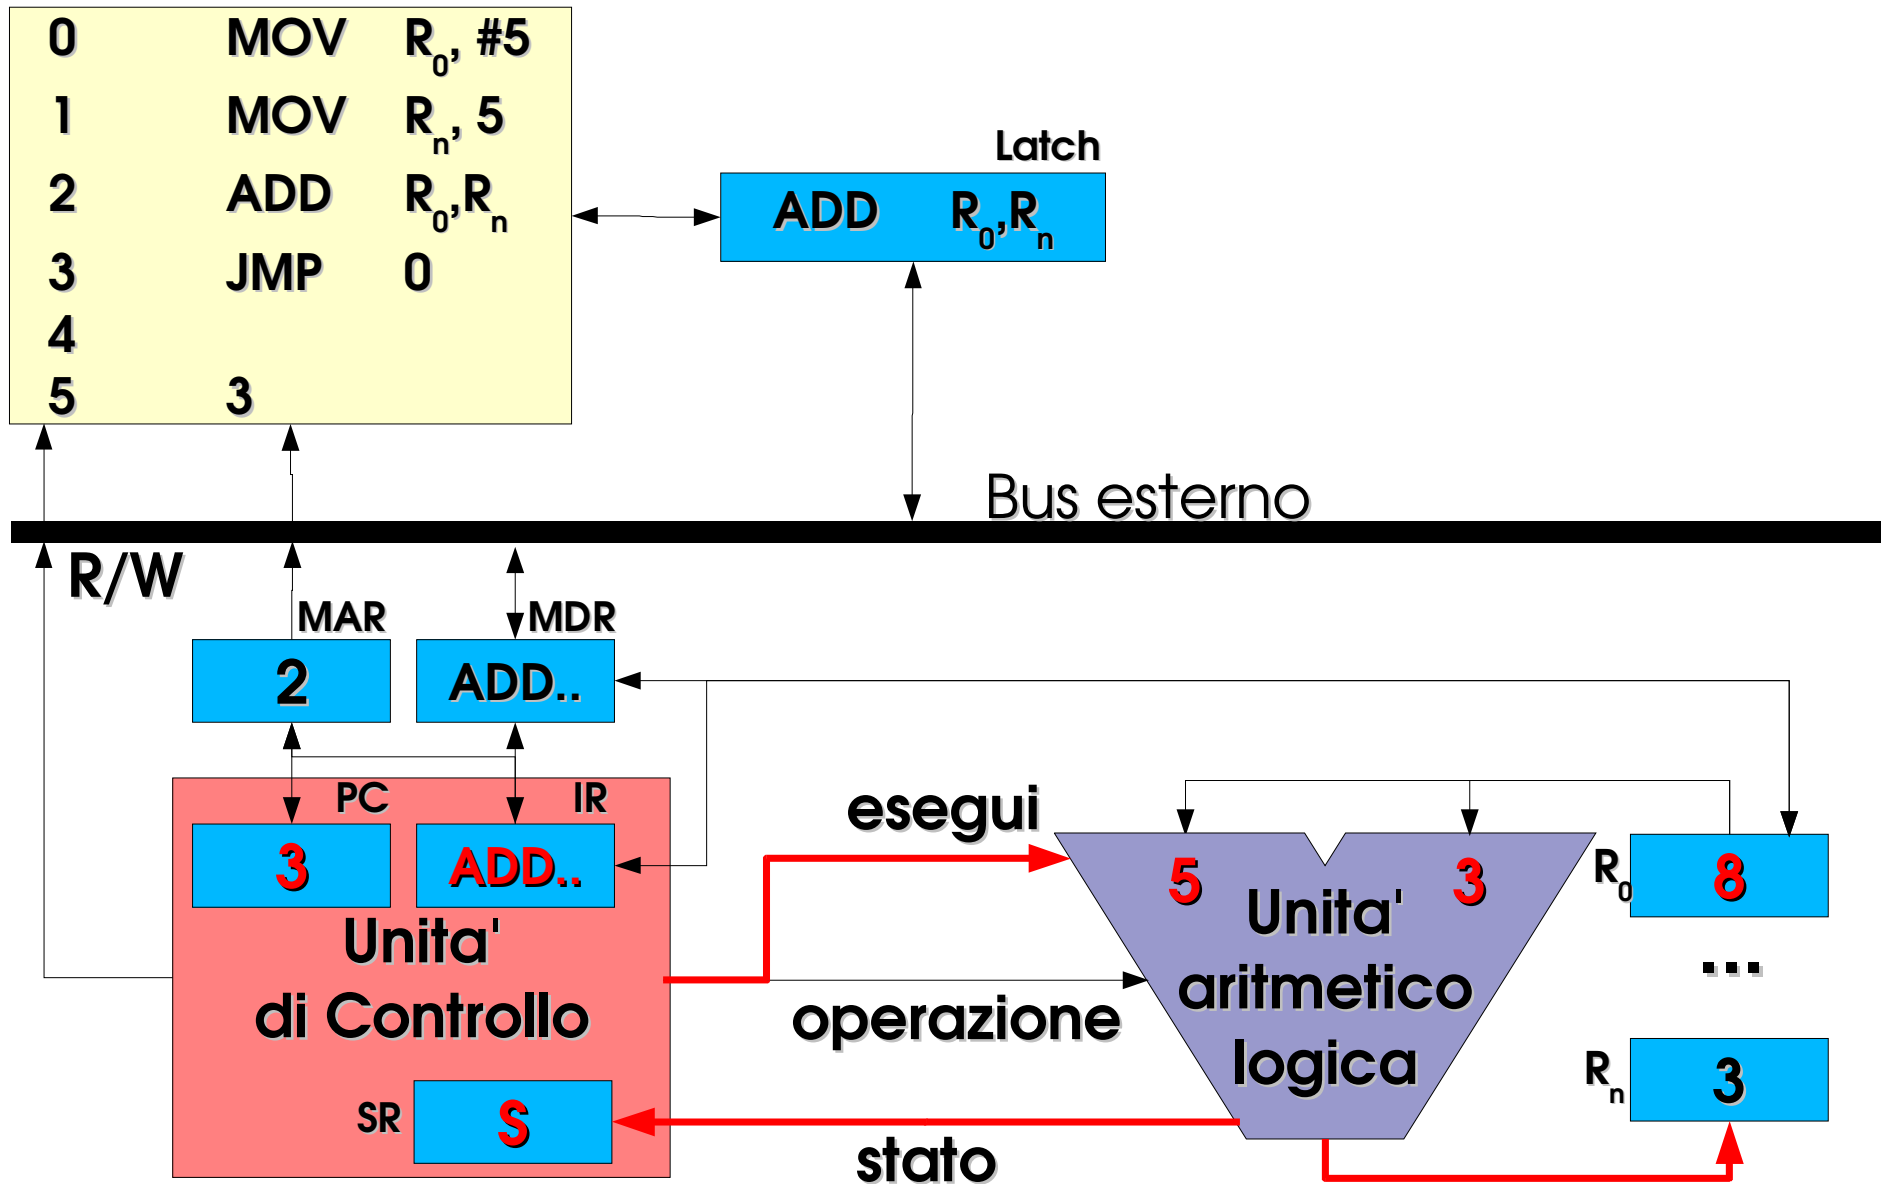 0 MOV R0, #5
1 MOV Rn, 5
2 ADD R0,Rn
3 JMP 0
4
5 3
Latch
ADD R0,Rn
Bus esterno
R/W
MAR
2
MDR
ADD..
PC
3
IR
ADD..
Unita'
di Controllo
SR
S
esegui
operazione
stato
5
3
Unita'
aritmetico
logica
R0
8
...
Rn
3